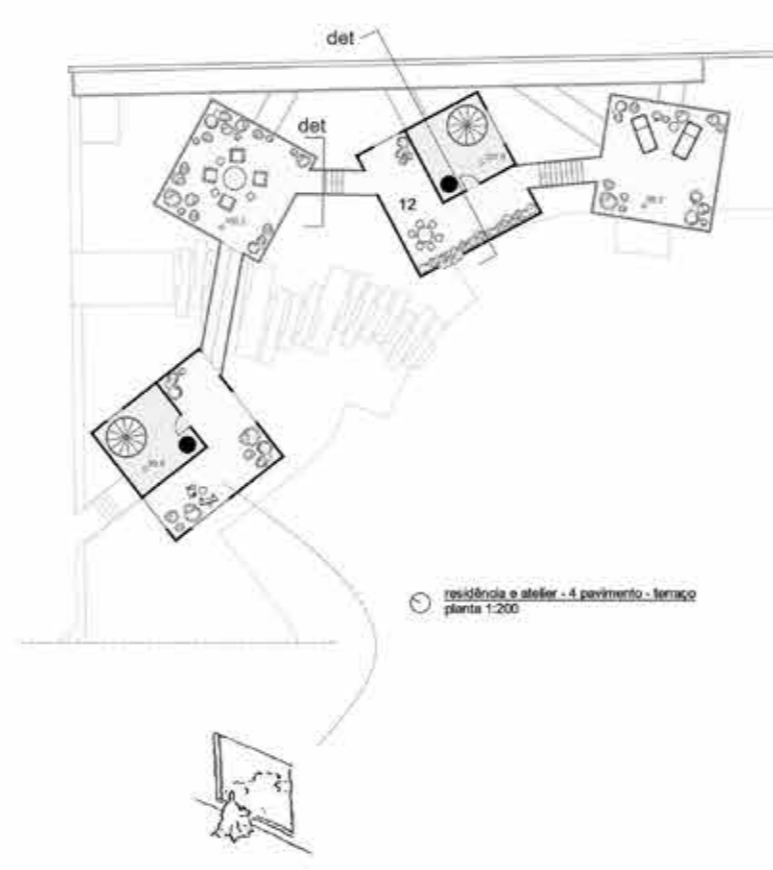 det
det
12
residência e atelier - 4 pavimento - terraço
planta 1:200